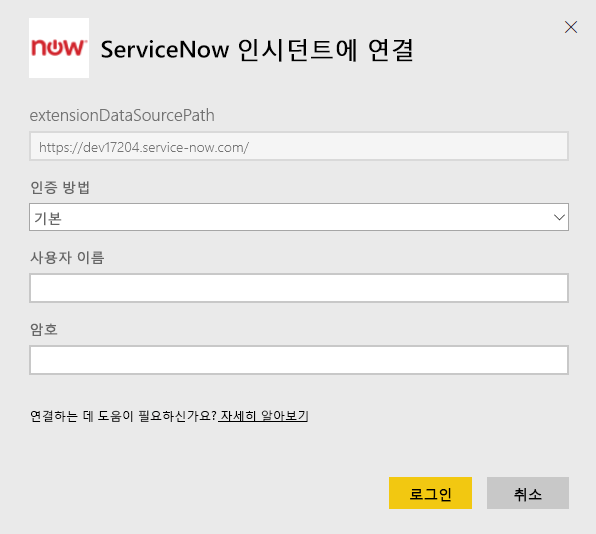 now
ServiceNow 인시던트에 연결
extensionDataSourcePath
https://dev17204.service-now.com/
인증 방법
기본
사용자 이름
암호
연결하는 데 도움이 필요하신가요? 자세히 알아보기
로그인 취소